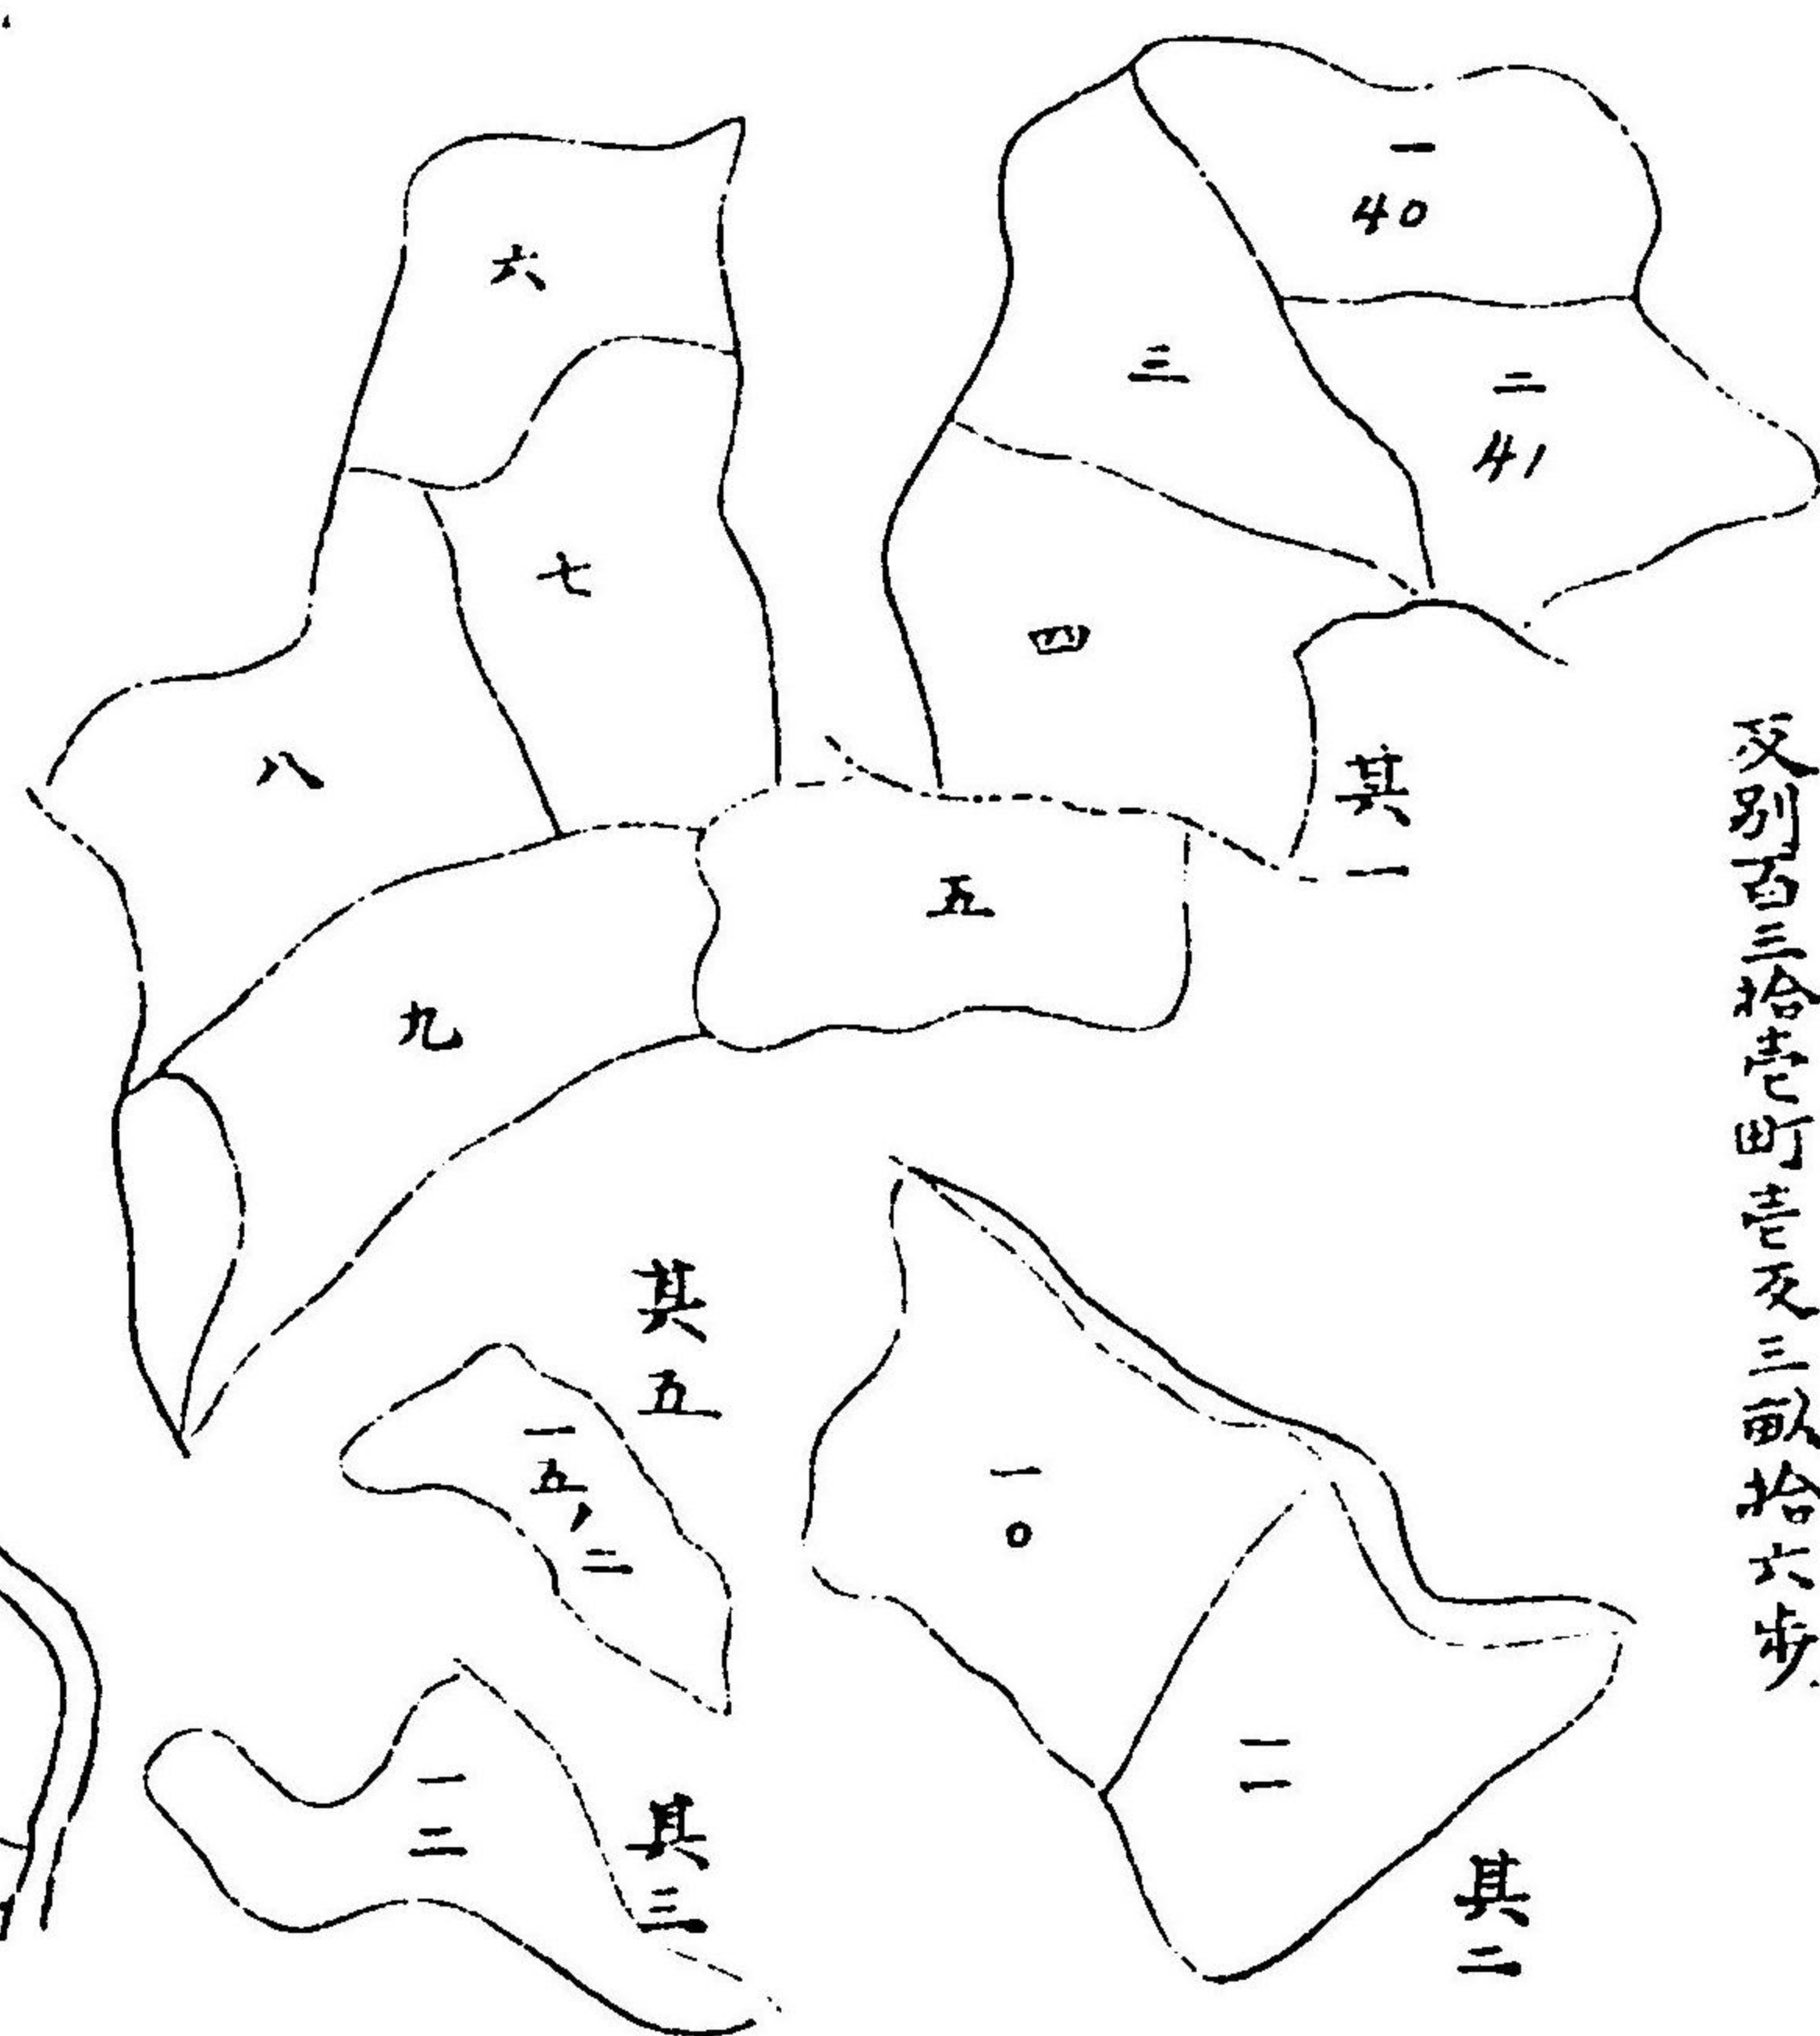 反別百三拾壱町壱反三畝拾六歩
其一
一
40
二
41
三
四
五
六
七
八
九
其二
一〇
一一
其三
一二
其五
一五ノ二